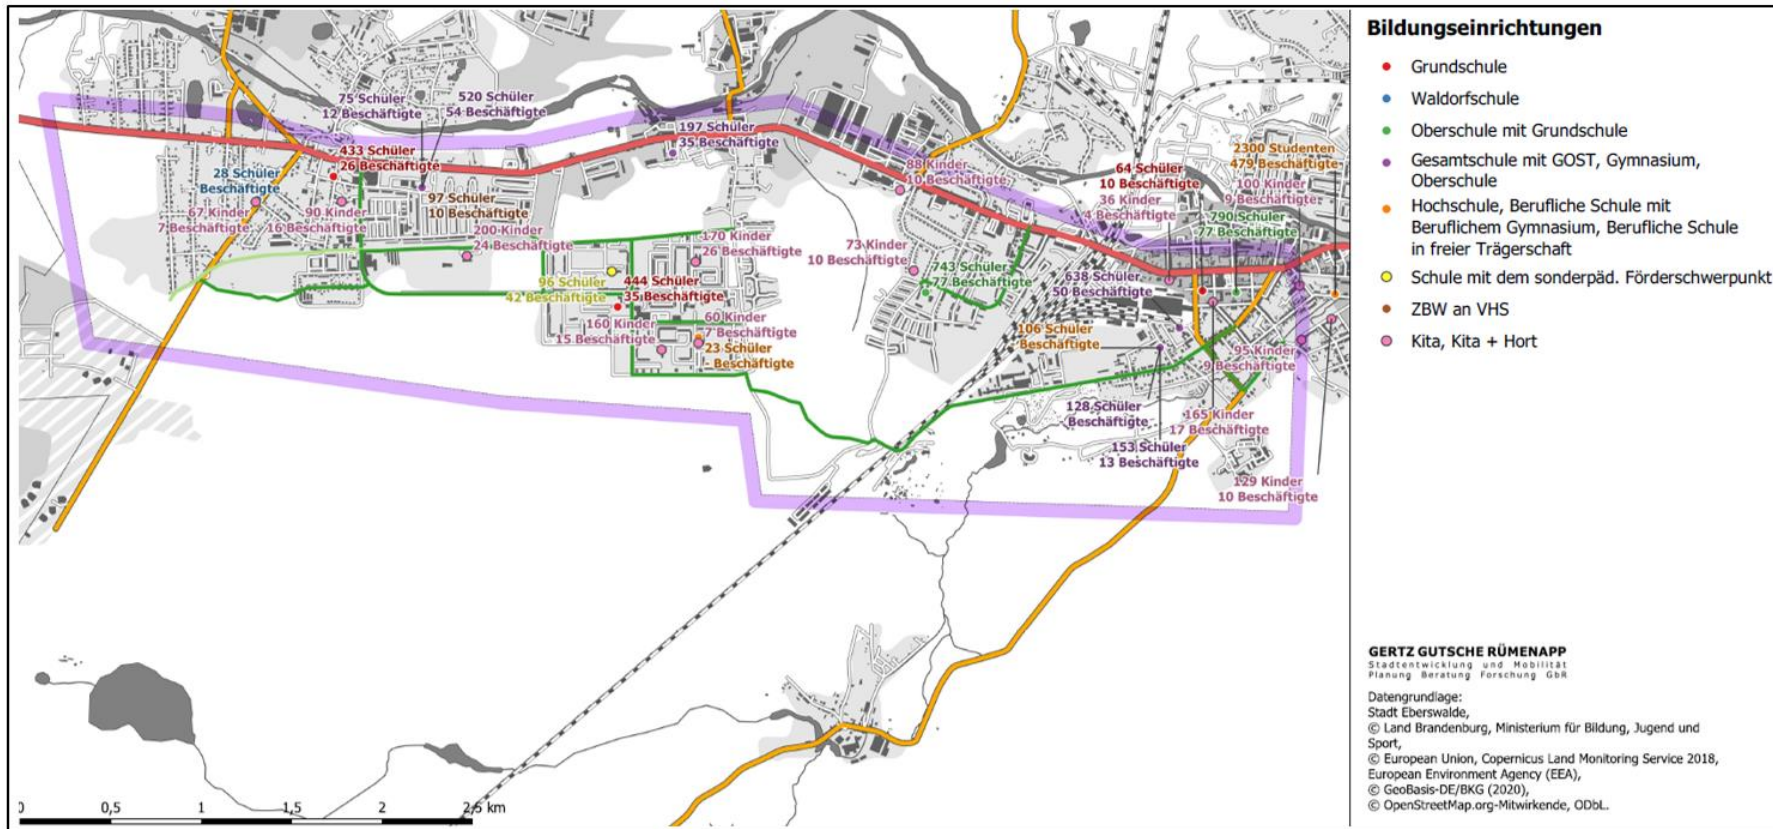 75 Schüler
12 Beschäftigte
520 Schüler
54 Beschäftigte
197 Schüler
35 Beschäftigte
433 Schüler
26 Beschäftigte
28 Schüler
Beschäftigte
67 Kinder
7 Beschäftigte
90 Kinder
16 Beschäftigte
97 Schüler
10 Beschäftigte
200 Kinder
24 Beschäftigte
170 Kinder
26 Beschäftigte
96 Schüler
42 Beschäftigte
444 Schüler
35 Beschäftigte
160 Kinder
15 Beschäftigte
60 Kinder
7 Beschäftigte
23 Schüler
- Beschäftigte
88 Kinder
10 Beschäftigte
73 Kinder
10 Beschäftigte
743 Schüler
77 Beschäftigte
64 Schüler
10 Beschäftigte
36 Kinder
4 Beschäftigte
2300 Studenten
479 Beschäftigte
100 Kinder
9 Beschäftigte
790 Schüler
77 Beschäftigte
638 Schüler
50 Beschäftigte
106 Schüler
Beschäftigte
95 Kinder
9 Beschäftigte
128 Schüler
Beschäftigte
165 Kinder
17 Beschäftigte
153 Schüler
13 Beschäftigte
129 Kinder
10 Beschäftigte
0 0,5 1 1,5 2 2,5 km
Bildungseinrichtungen
Grundschule
Waldorfschule
Oberschule mit Grundschule
Gesamtschule mit GOST, Gymnasium,
Oberschule
Hochschule, Berufliche Schule mit
Beruflichem Gymnasium, Berufliche Schule
in freier Trägerschaft
Schule mit dem sonderpäd. Förderschwerpunkt
ZBW an VHS
Kita, Kita + Hort
GERTZ GUTSCHE RÜMENAPP
Stadtentwicklung und Mobilität
Planung Beratung Forschung GbR
Datengrundlage:
Stadt Eberswalde,
© Land Brandenburg, Ministerium für Bildung, Jugend und
Sport,
© European Union, Copernicus Land Monitoring Service 2018,
European Environment Agency (EEA),
© GeoBasis-DE/BKG (2020),
© OpenStreetMap.org-Mitwirkende, ODbL.